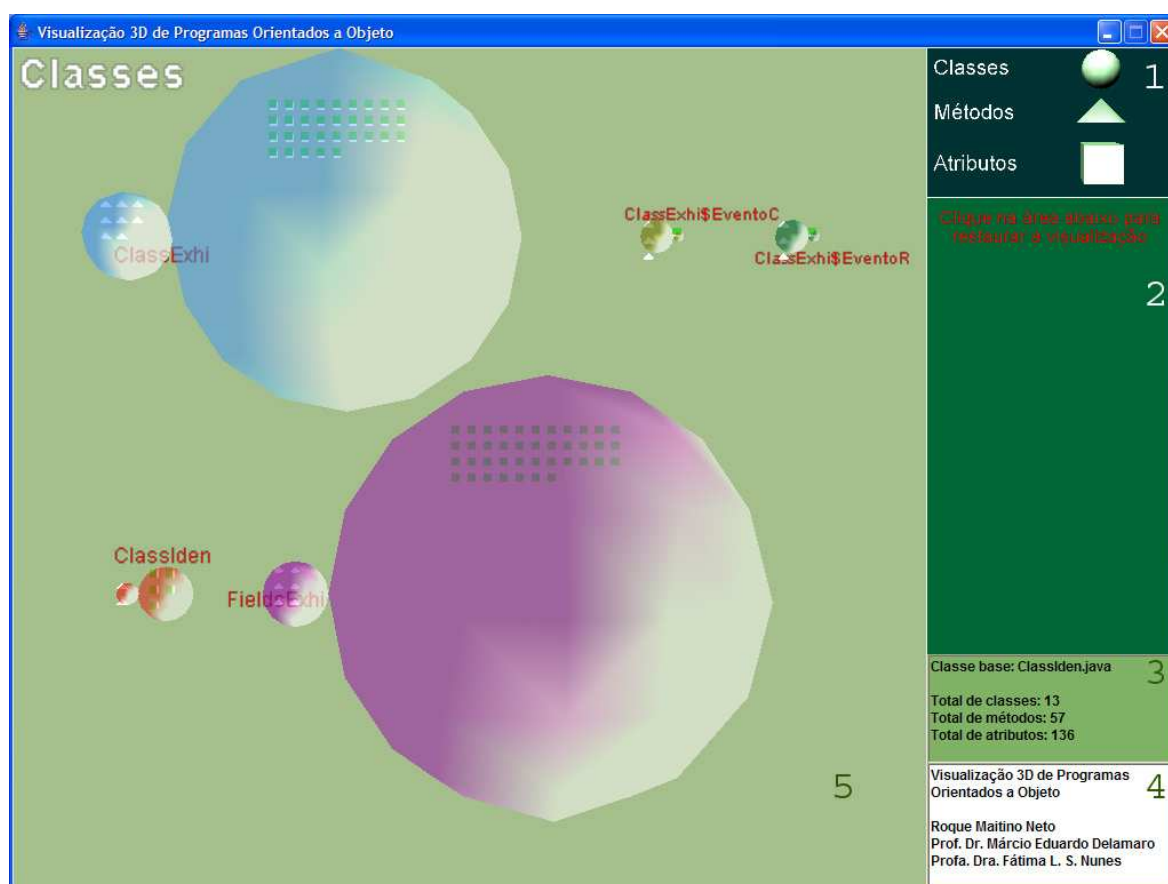 Visualização 3D de Programas Orientados a Objeto
Classes
ClassExhi
ClassExhi$EventoC
ClassExhi$EventoR
ClassIden
FieldsExhi
5
Classes
1
Métodos
Atributos
Clique na área abaixo para
restaurar a visualização
2
Classe base: ClassIden.java
3
Total de classes: 13
Total de métodos: 57
Total de atributos: 136
Visualização 3D de Programas
Orientados a Objeto
4
Roque Maitino Neto
Prof. Dr. Márcio Eduardo Delamaro
Profa. Dra. Fátima L. S. Nunes